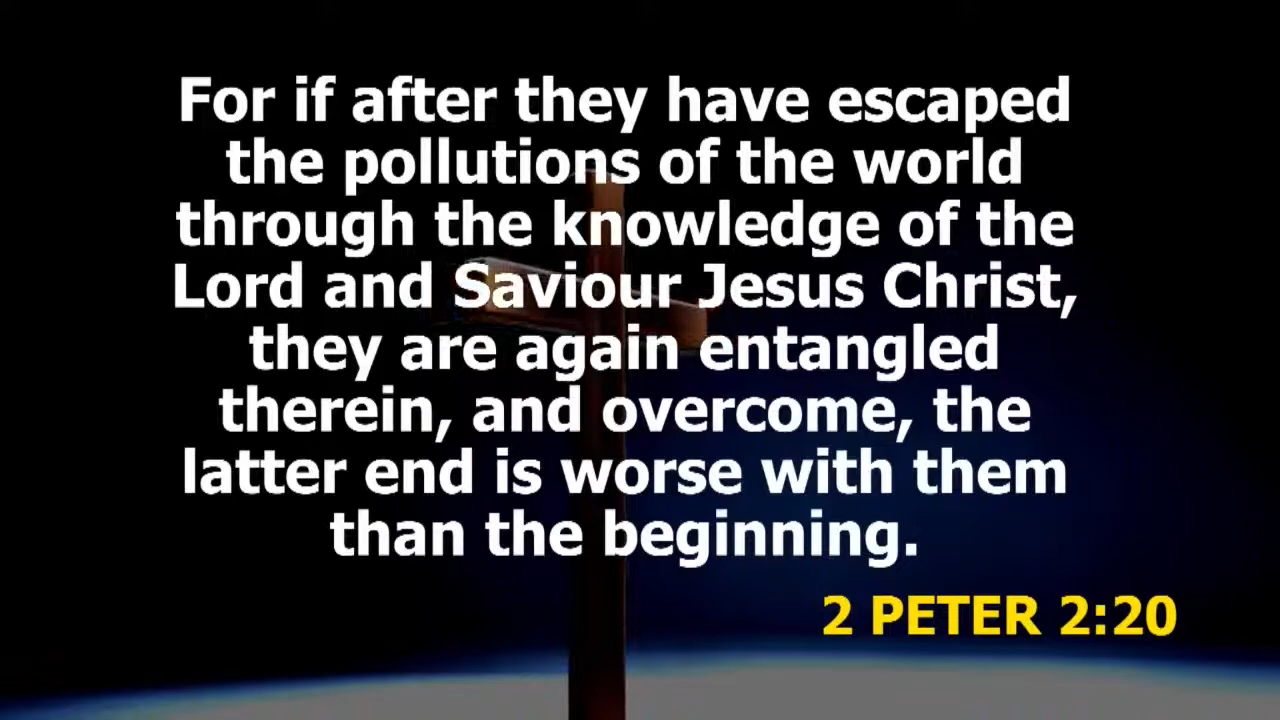 For if after they have escaped
the pollutions of the world
through the knowledge of the
Lord and Saviour Jesus Christ,
they are again entangled
therein, and overcome, the
latter end is worse with them
than the beginning.
2 PETER 2:20